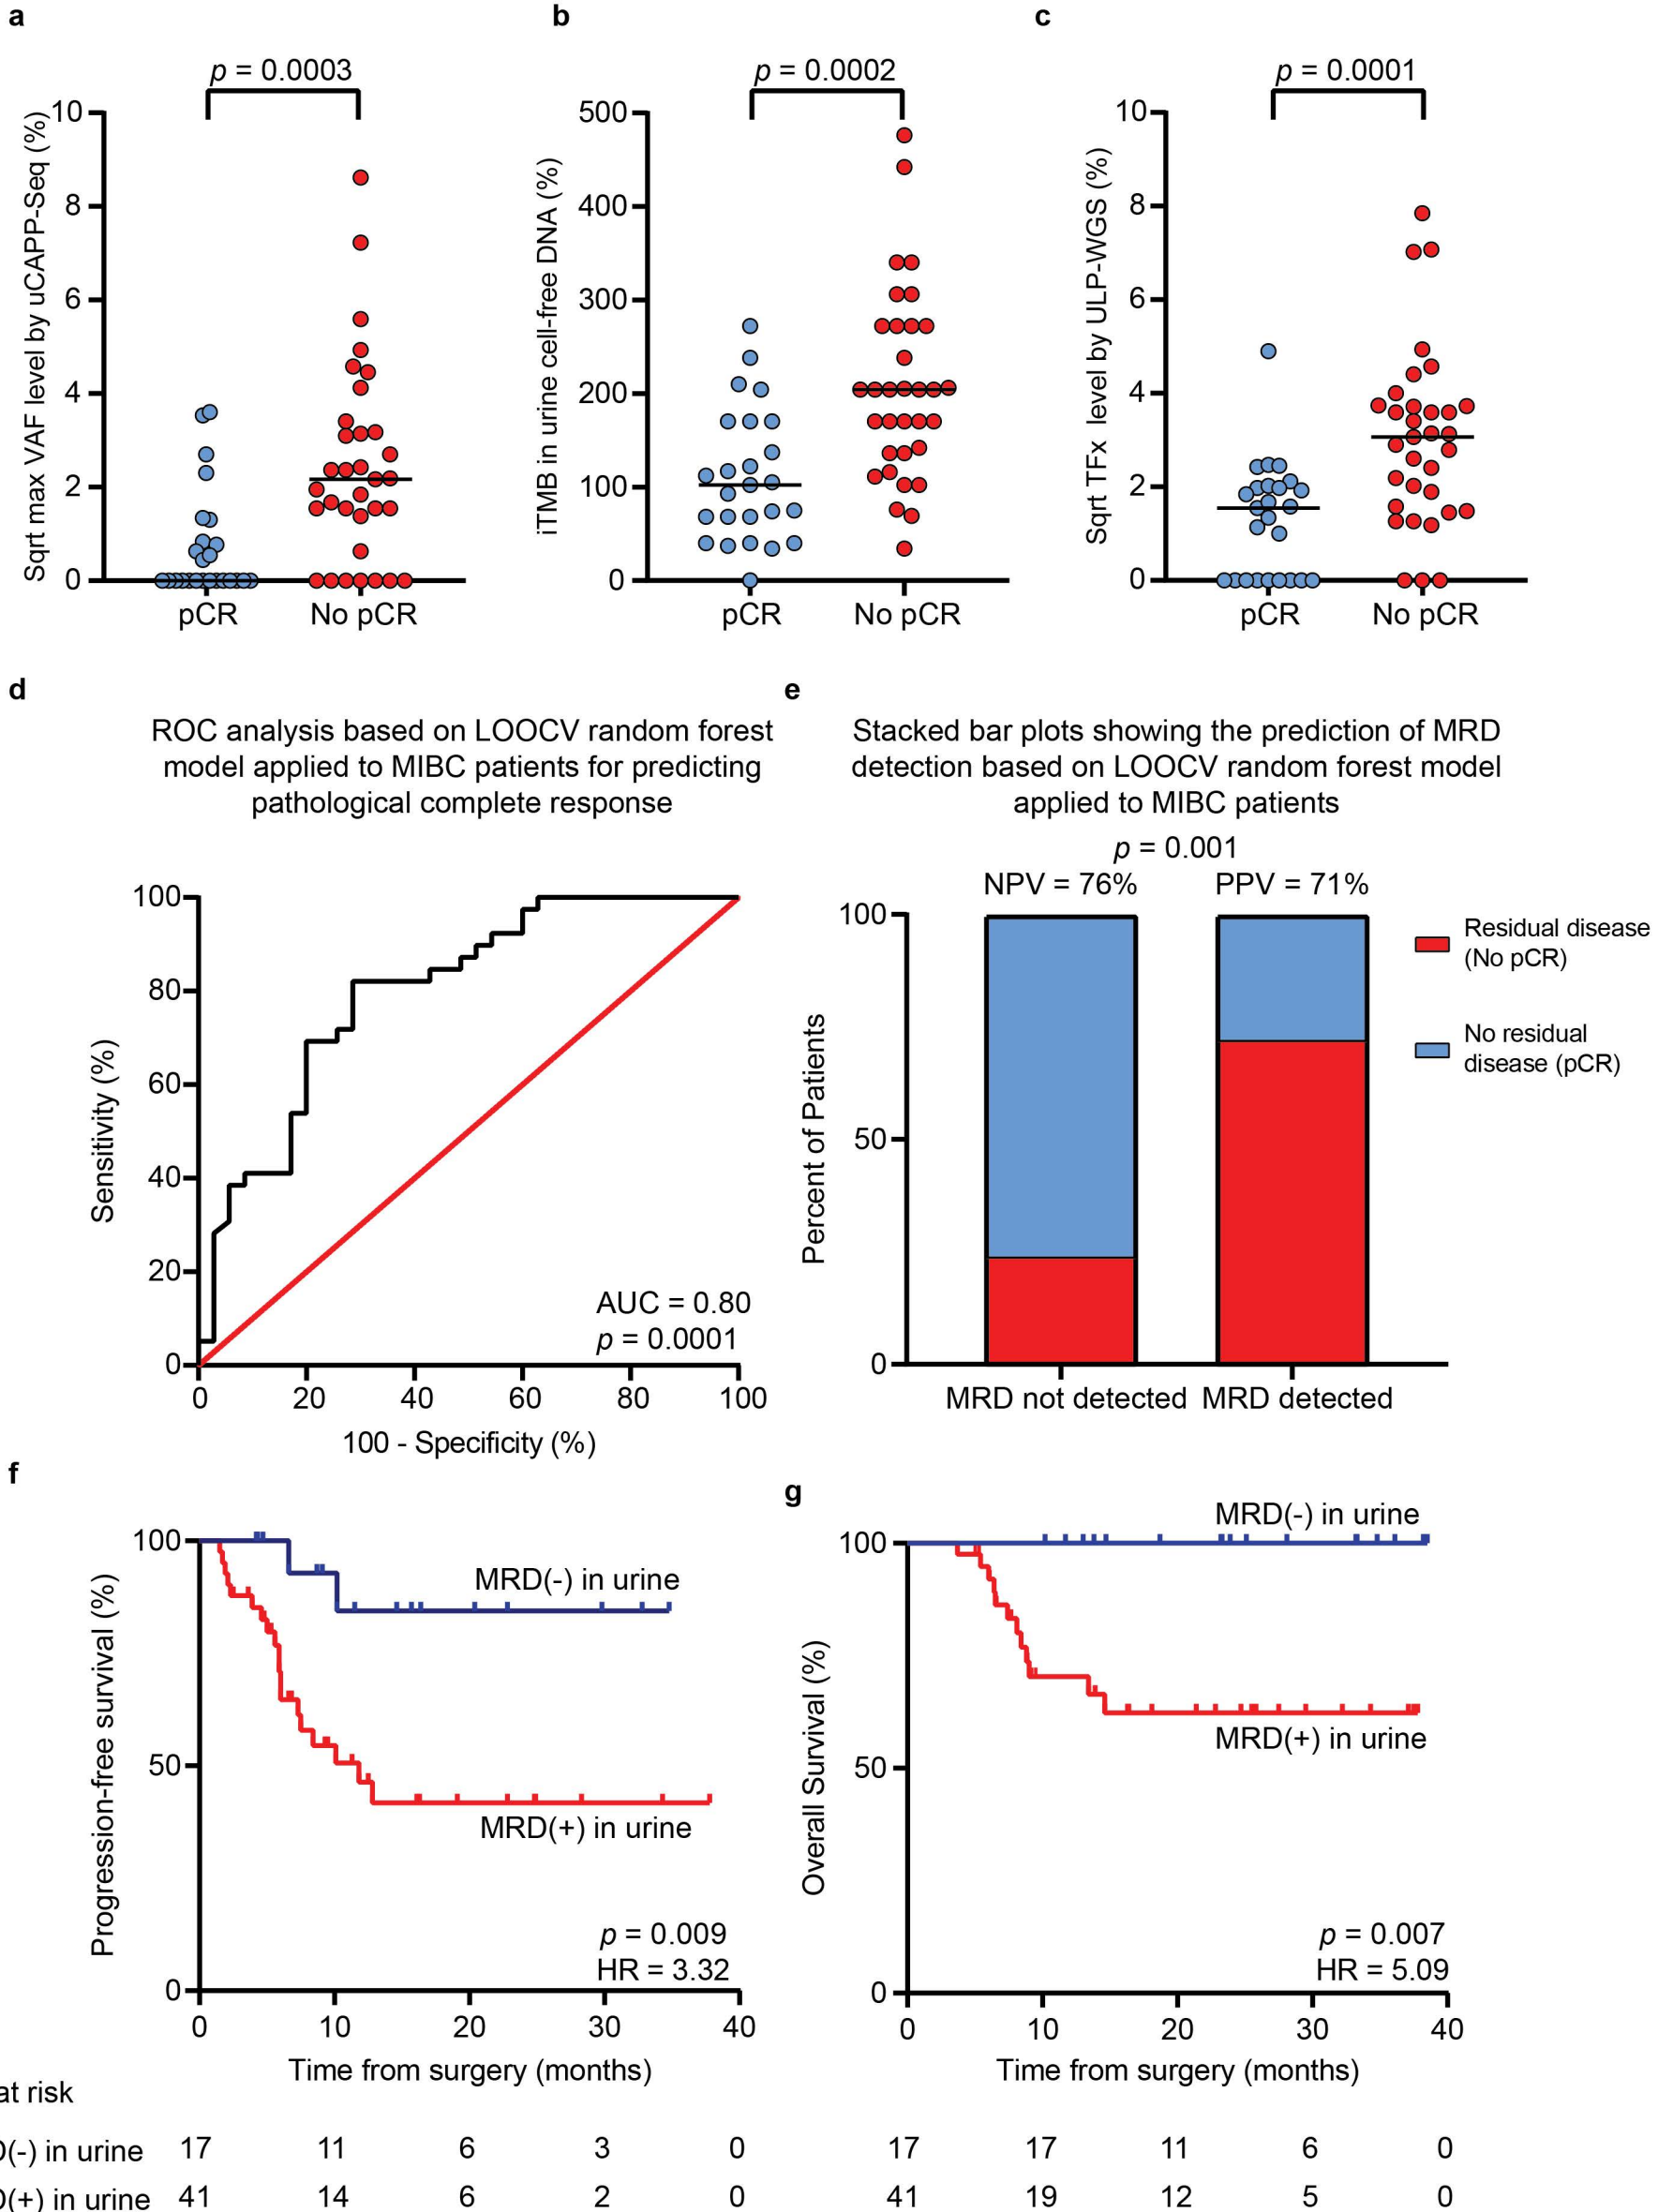 a
p = 0.0003
Sqrt max VAF level by uCAPP-Seq (%)
10
8
6
4
2
0
pCR
No pCR
b
p = 0.0002
iTMB in urine cell-free DNA (%)
500
400
300
200
100
0
pCR
No pCR
c
p = 0.0001
Sqrt TFx level by ULP-WGS (%)
10
8
6
4
2
0
pCR
No pCR
d
ROC analysis based on LOOCV random forest
model applied to MIBC patients for predicting
pathological complete response
Sensitivity (%)
100
80
60
40
20
0
AUC = 0.80
p = 0.0001
0 20 40 60 80 100
100 - Specificity (%)
e
Stacked bar plots showing the prediction of MRD
detection based on LOOCV random forest model
applied to MIBC patients
p = 0.001
NPV = 76%
PPV = 71%
Percent of Patients
100
50
0
MRD not detected
MRD detected
Residual disease
(No pCR)
No residual
disease (pCR)
f
Progression-free survival (%)
100
50
0
MRD(-) in urine
MRD(+) in urine
p = 0.009
HR = 3.32
0 10 20 30 40
Time from surgery (months)
g
Overall Survival (%)
100
50
0
MRD(-) in urine
MRD(+) in urine
p = 0.007
HR = 5.09
0 10 20 30 40
Time from surgery (months)
at risk
(-) in urine 17 11 6 3 0 17 17 11 6 0
(+) in urine 41 14 6 2 0 41 19 12 5 0